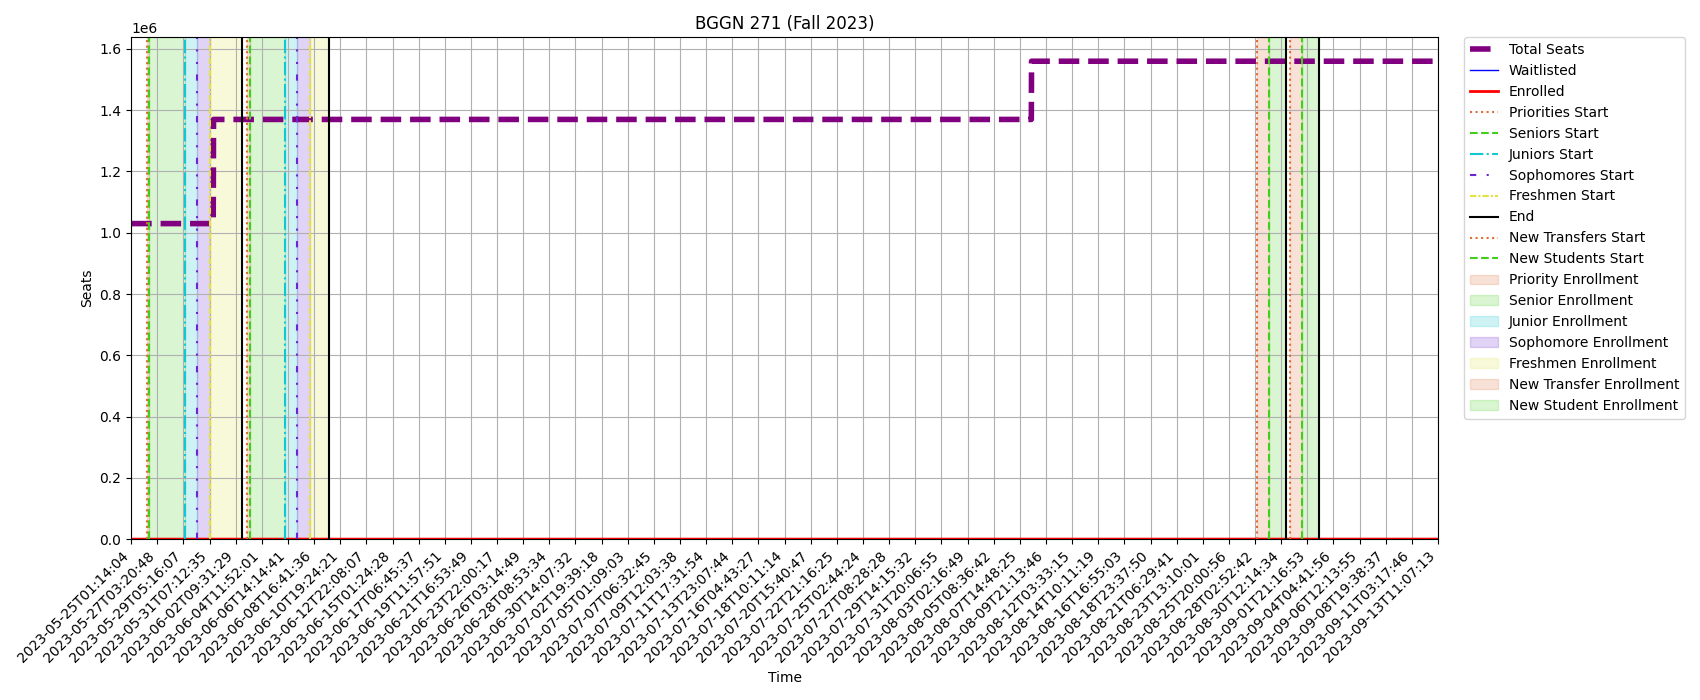 BGGN 271 (Fall 2023)
1e6
1.6
1.4
1.2
1.0
0.8
0.6
0.4
0.2
0.0
Seats
2023-05-25T01:14:04
2023-05-27T03:20:48
2023-05-29T05:16:07
2023-05-31T07:12:35
2023-06-02T09:31:29
2023-06-04T11:52:01
2023-06-06T14:14:41
2023-06-08T16:41:36
2023-06-10T19:24:21
2023-06-12T22:08:07
2023-06-15T01:24:28
2023-06-17T06:45:37
2023-06-19T11:57:51
2023-06-21T16:53:49
2023-06-23T22:00:17
2023-06-26T03:14:49
2023-06-28T08:53:34
2023-06-30T14:07:32
2023-07-02T19:39:18
2023-07-05T01:09:03
2023-07-07T06:32:45
2023-07-09T12:03:38
2023-07-11T17:31:54
2023-07-13T23:07:44
2023-07-16T04:43:27
2023-07-18T10:11:14
2023-07-20T15:40:47
2023-07-22T21:16:25
2023-07-25T02:44:24
2023-07-27T08:28:28
2023-07-29T14:15:32
2023-07-31T20:06:55
2023-08-03T02:16:49
2023-08-05T08:36:42
2023-08-07T14:48:25
2023-08-09T21:13:46
2023-08-12T03:33:15
2023-08-14T10:11:19
2023-08-16T16:55:03
2023-08-18T23:37:50
2023-08-21T06:29:41
2023-08-23T13:10:01
2023-08-25T20:00:56
2023-08-28T02:52:42
2023-08-30T12:14:34
2023-09-01T21:16:53
2023-09-04T04:41:56
2023-09-06T12:13:55
2023-09-08T19:38:37
2023-09-11T03:17:46
2023-09-13T11:07:13
Time
Total Seats
Waitlisted
Enrolled
Priorities Start
Seniors Start
Juniors Start
Sophomores Start
Freshmen Start
End
New Transfers Start
New Students Start
Priority Enrollment
Senior Enrollment
Junior Enrollment
Sophomore Enrollment
Freshmen Enrollment
New Transfer Enrollment
New Student Enrollment